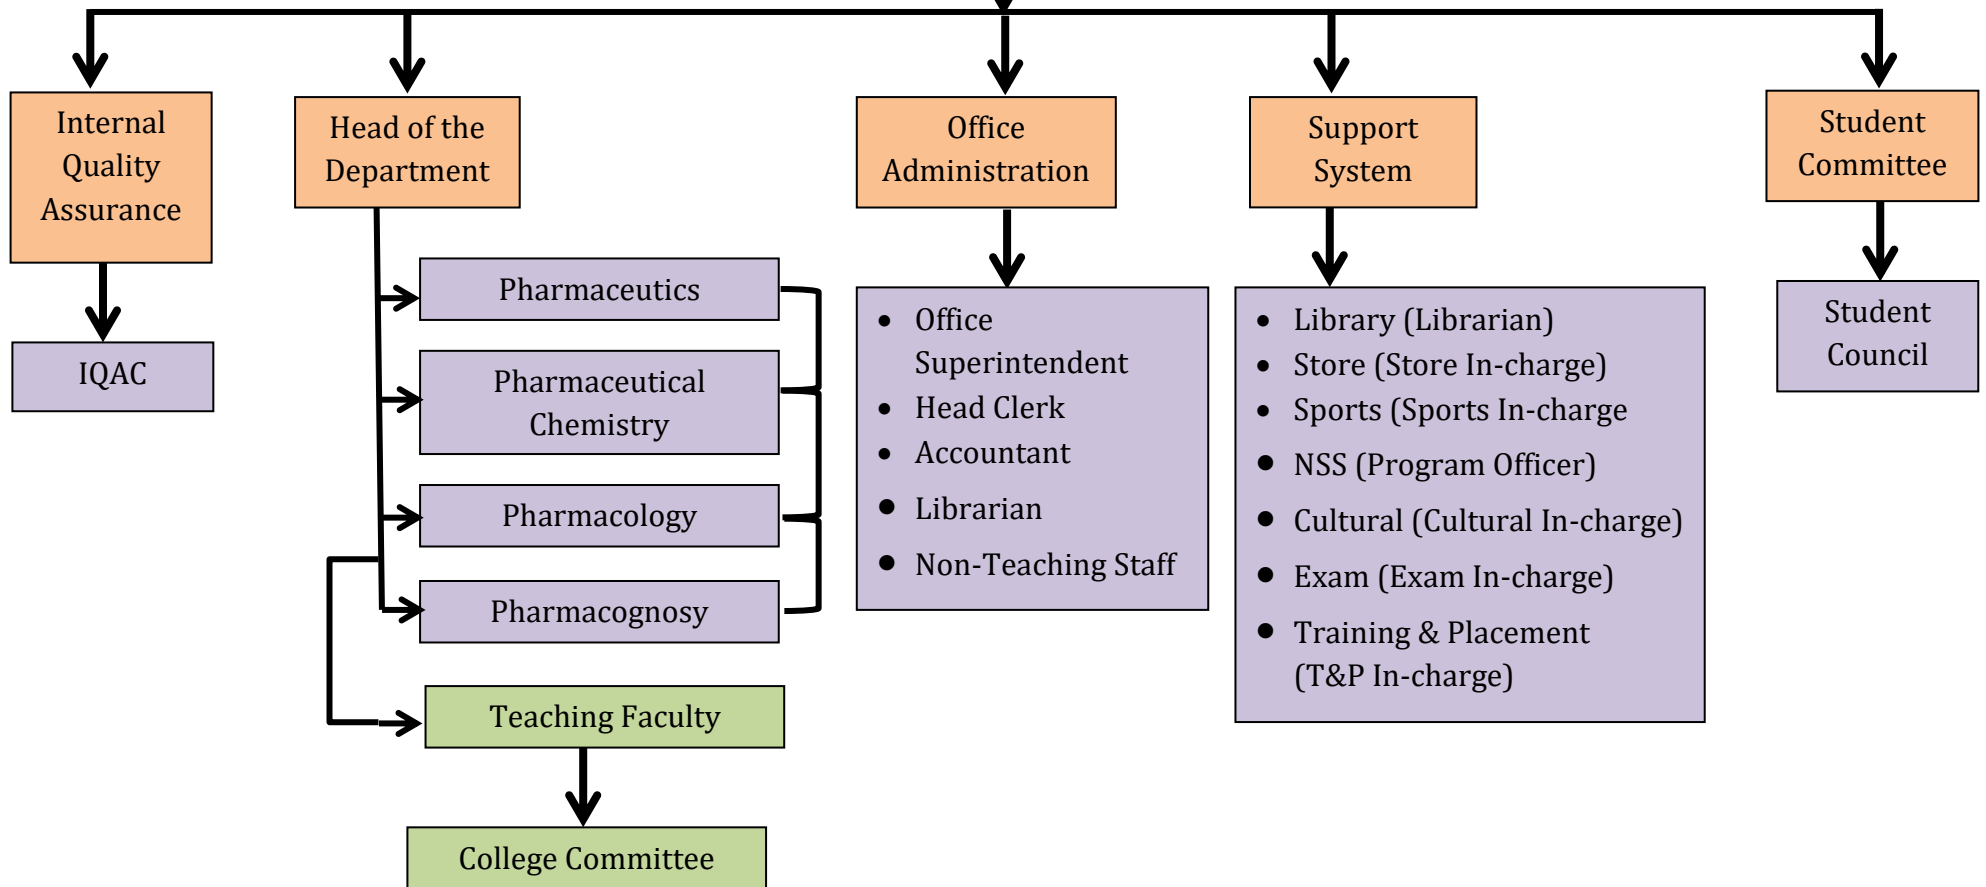 Internal
Quality
Assurance
IQAC
Head of the
Department
Pharmaceutics
Pharmaceutical
Chemistry
Pharmacology
Pharmacognosy
Teaching Faculty
College Committee
Office
Administration
• Office
Superintendent
• Head Clerk
• Accountant
• Librarian
• Non-Teaching Staff
Support
System
• Library (Librarian)
• Store (Store In-charge)
• Sports (Sports In-charge
• NSS (Program Officer)
• Cultural (Cultural In-charge)
• Exam (Exam In-charge)
• Training & Placement
(T&P In-charge)
Student
Committee
Student
Council